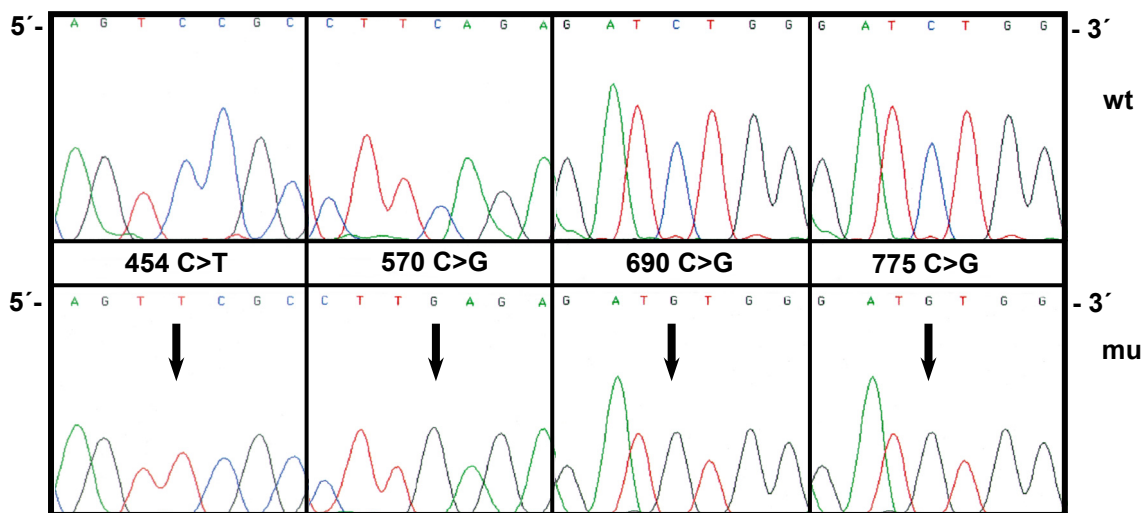 5´- A G T C C G C C T T C A G A G A T C T G G G A T C T G G - 3´
wt
454 C>T 570 C>G 690 C>G 775 C>G
5´- A G T T C G C C T T G A G A G A T G T G G G A T G T G G - 3´
mu